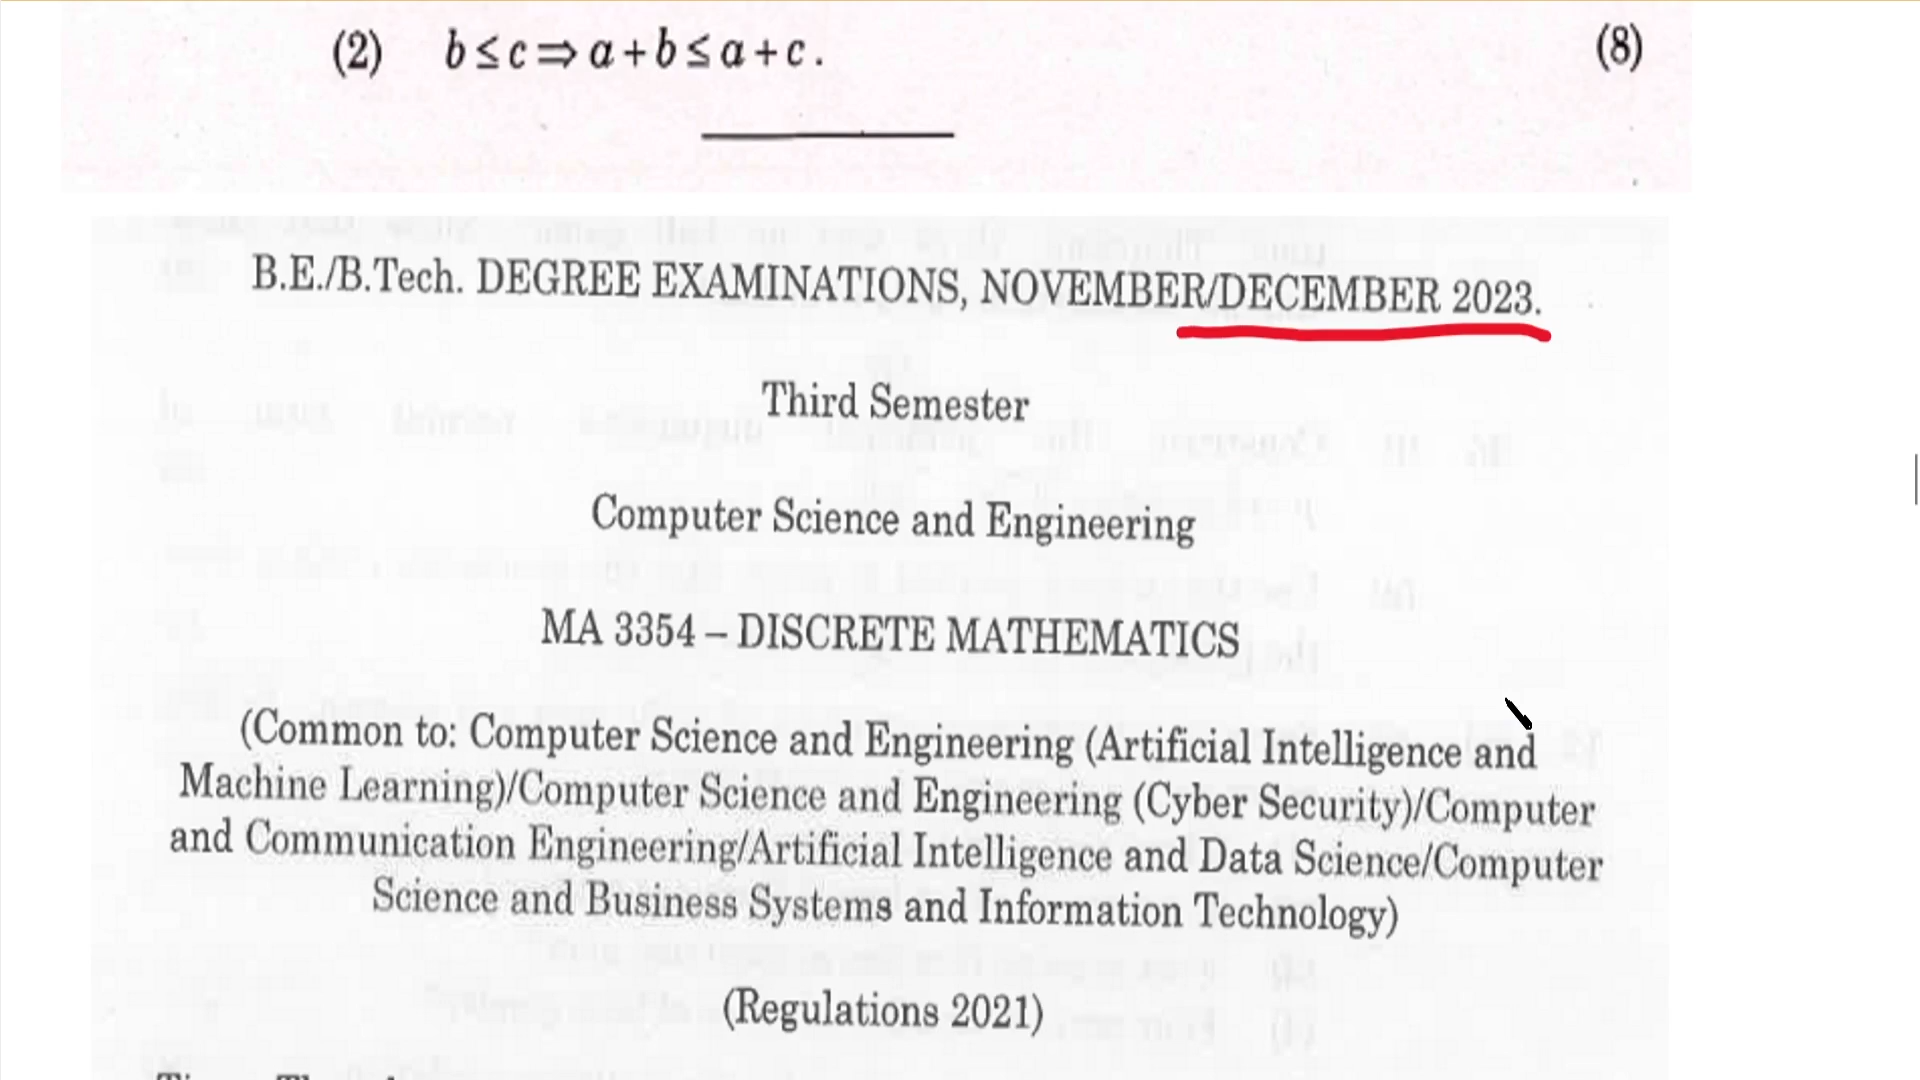 (2) b ≤ c ⇒ a + b ≤ a + c. (8)
B.E./B.Tech. DEGREE EXAMINATIONS, NOVEMBER/DECEMBER 2023.
Third Semester
Computer Science and Engineering
MA 3354 – DISCRETE MATHEMATICS
(Common to: Computer Science and Engineering (Artificial Intelligence and
Machine Learning)/Computer Science and Engineering (Cyber Security)/Computer
and Communication Engineering/Artificial Intelligence and Data Science/Computer
Science and Business Systems and Information Technology)
(Regulations 2021)